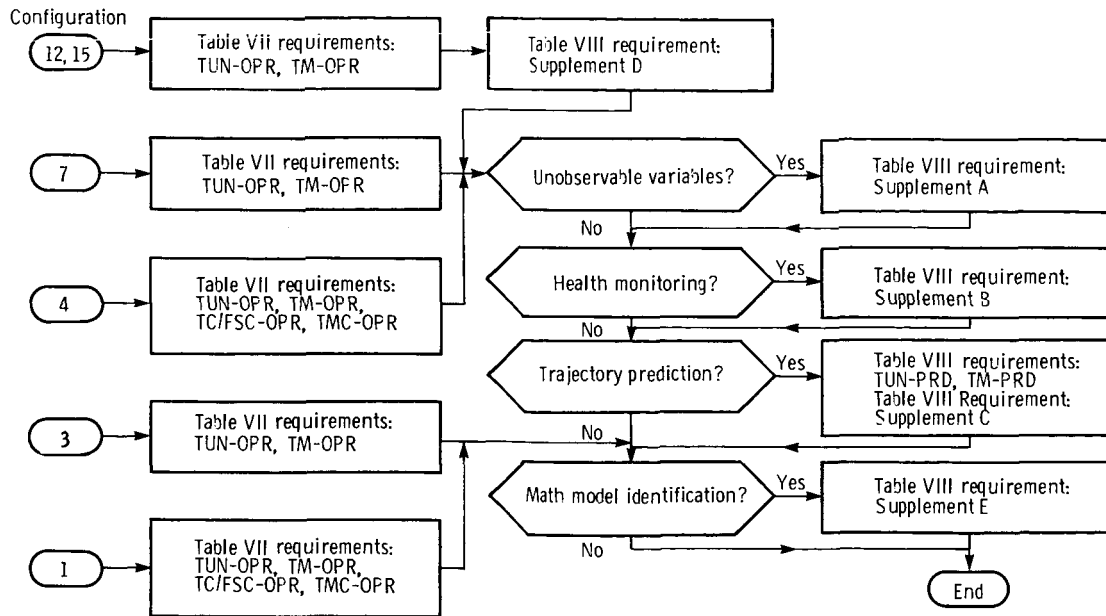 Configuration
12, 15
Table VII requirements:
TUN-OPR, TM-OPR
Table VIII requirement:
Supplement D
7
Table VII requirements:
TUN-OPR, TM-OPR
Unobservable variables?
Yes
Table VIII requirement:
Supplement A
No
4
Table VII requirements:
TUN-OPR, TM-OPR,
TC/FSC-OPR, TMC-OPR
Health monitoring?
Yes
Table VIII requirement:
Supplement B
No
Trajectory prediction?
Yes
Table VIII requirements:
TUN-PRD, TM-PRD
Table VIII Requirement:
Supplement C
No
3
Table VII requirements:
TUN-OPR, TM-OPR
Math model identification?
Yes
Table VIII requirement:
Supplement E
No
1
Table VII requirements:
TUN-OPR, TM-OPR,
TC/FSC-OPR, TMC-OPR
End